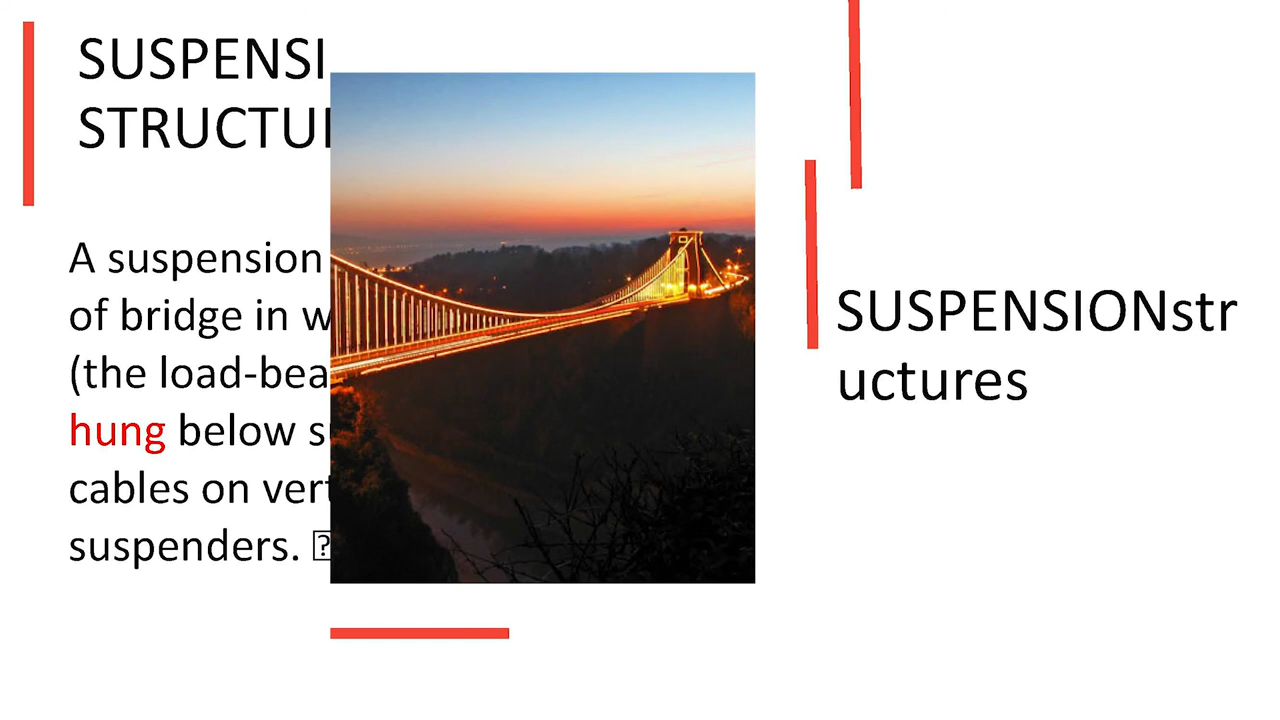 SUSPENSI
STRUCTU
A suspension
of bridge in w
(the load-bea
hung below s
cables on vert
suspenders.
SUSPENSIONstr
uctures